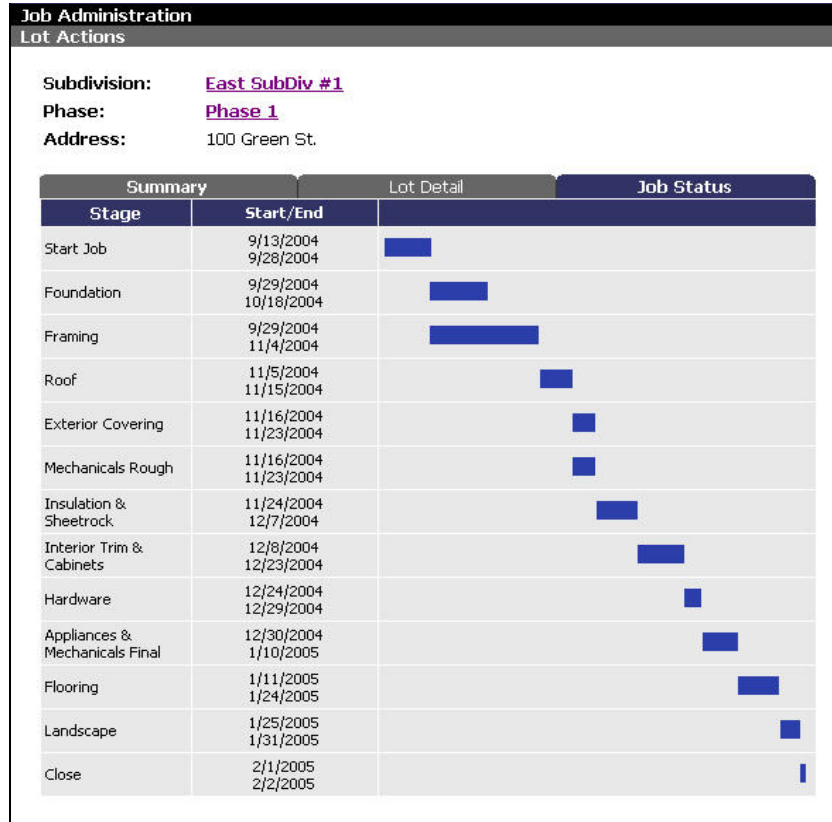 Job Administration
Lot Actions
Subdivision: East SubDiv #1
Phase: Phase 1
Address: 100 Green St.
Summary Lot Detail Job Status
Stage Start/End
Start Job 9/13/2004
9/28/2004
Foundation 9/29/2004
10/18/2004
Framing 9/29/2004
11/4/2004
Roof 11/5/2004
11/15/2004
Exterior Covering 11/16/2004
11/23/2004
Mechanicals Rough 11/16/2004
11/23/2004
Insulation & 11/24/2004
Sheetrock 12/7/2004
Interior Trim & 12/8/2004
Cabinets 12/23/2004
Hardware 12/24/2004
12/29/2004
Appliances & 12/30/2004
Mechanicals Final 1/10/2005
Flooring 1/11/2005
1/24/2005
Landscape 1/25/2005
1/31/2005
Close 2/1/2005
2/2/2005